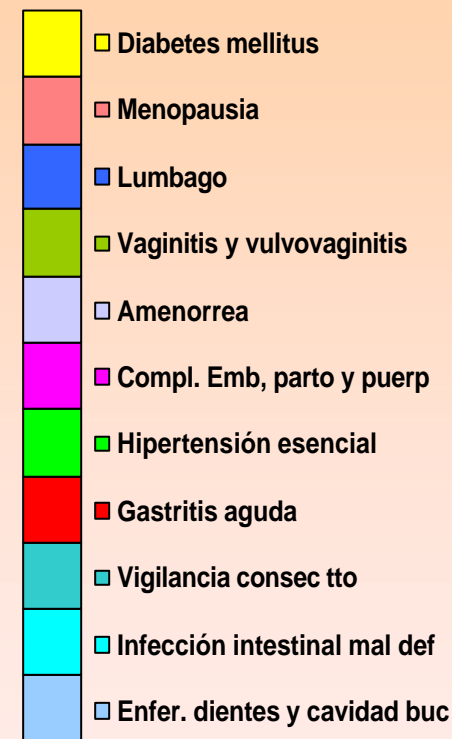 Diabetes mellitus
Menopausia
Lumbago
Vaginitis y vulvovaginitis
Amenorrea
Compl. Emb, parto y puerp
Hipertensión esencial
Gastritis aguda
Vigilancia consec tto
Infección intestinal mal def
Enfer. dientes y cavidad buc